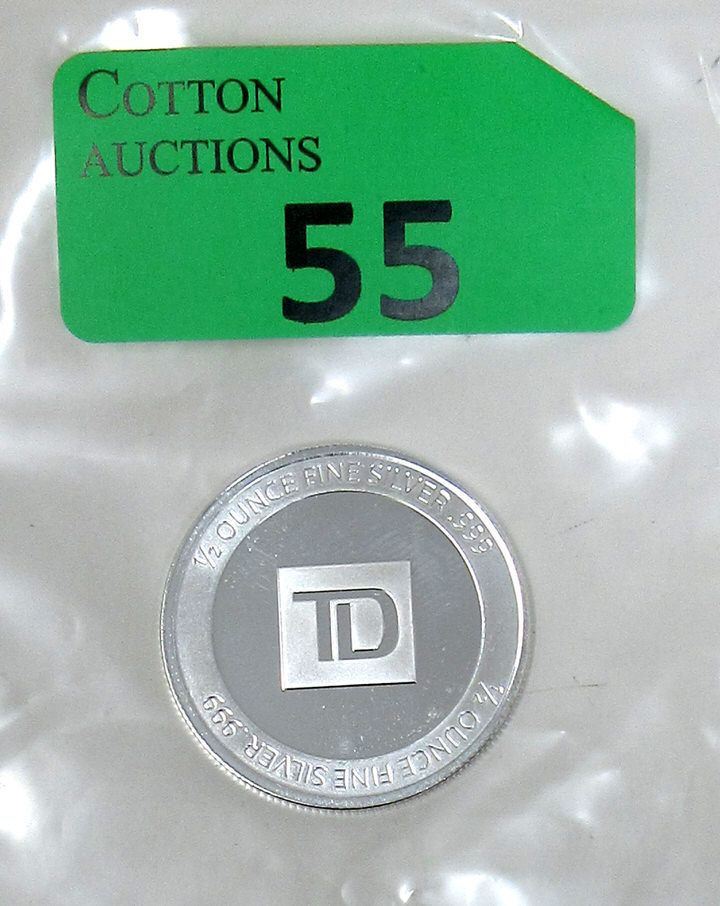 COTTON
AUCTIONS
55
1/2 OUNCE FINE SILVER .999
TD
1/2 OUNCE FINE SILVER .999